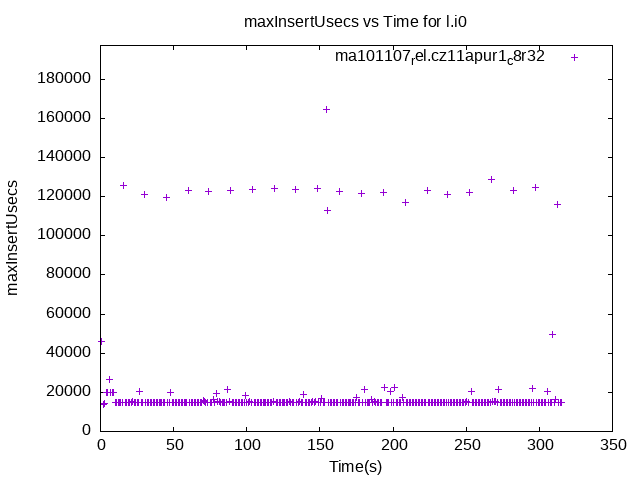 maxInsertUsecs vs Time for l.i0
ma101107rel.cz11apur1c8r32
maxInsertUsecs
180000
160000
140000
120000
100000
80000
60000
40000
20000
0
0 50 100 150 200 250 300 350
Time(s)